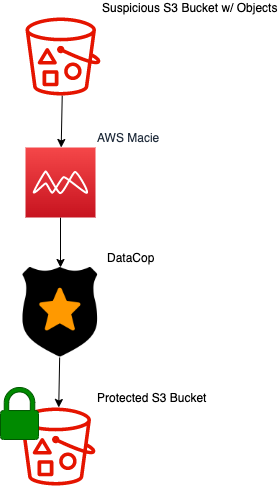 Suspicious S3 Bucket w/ Objects
AWS Macie
DataCop
Protected S3 Bucket